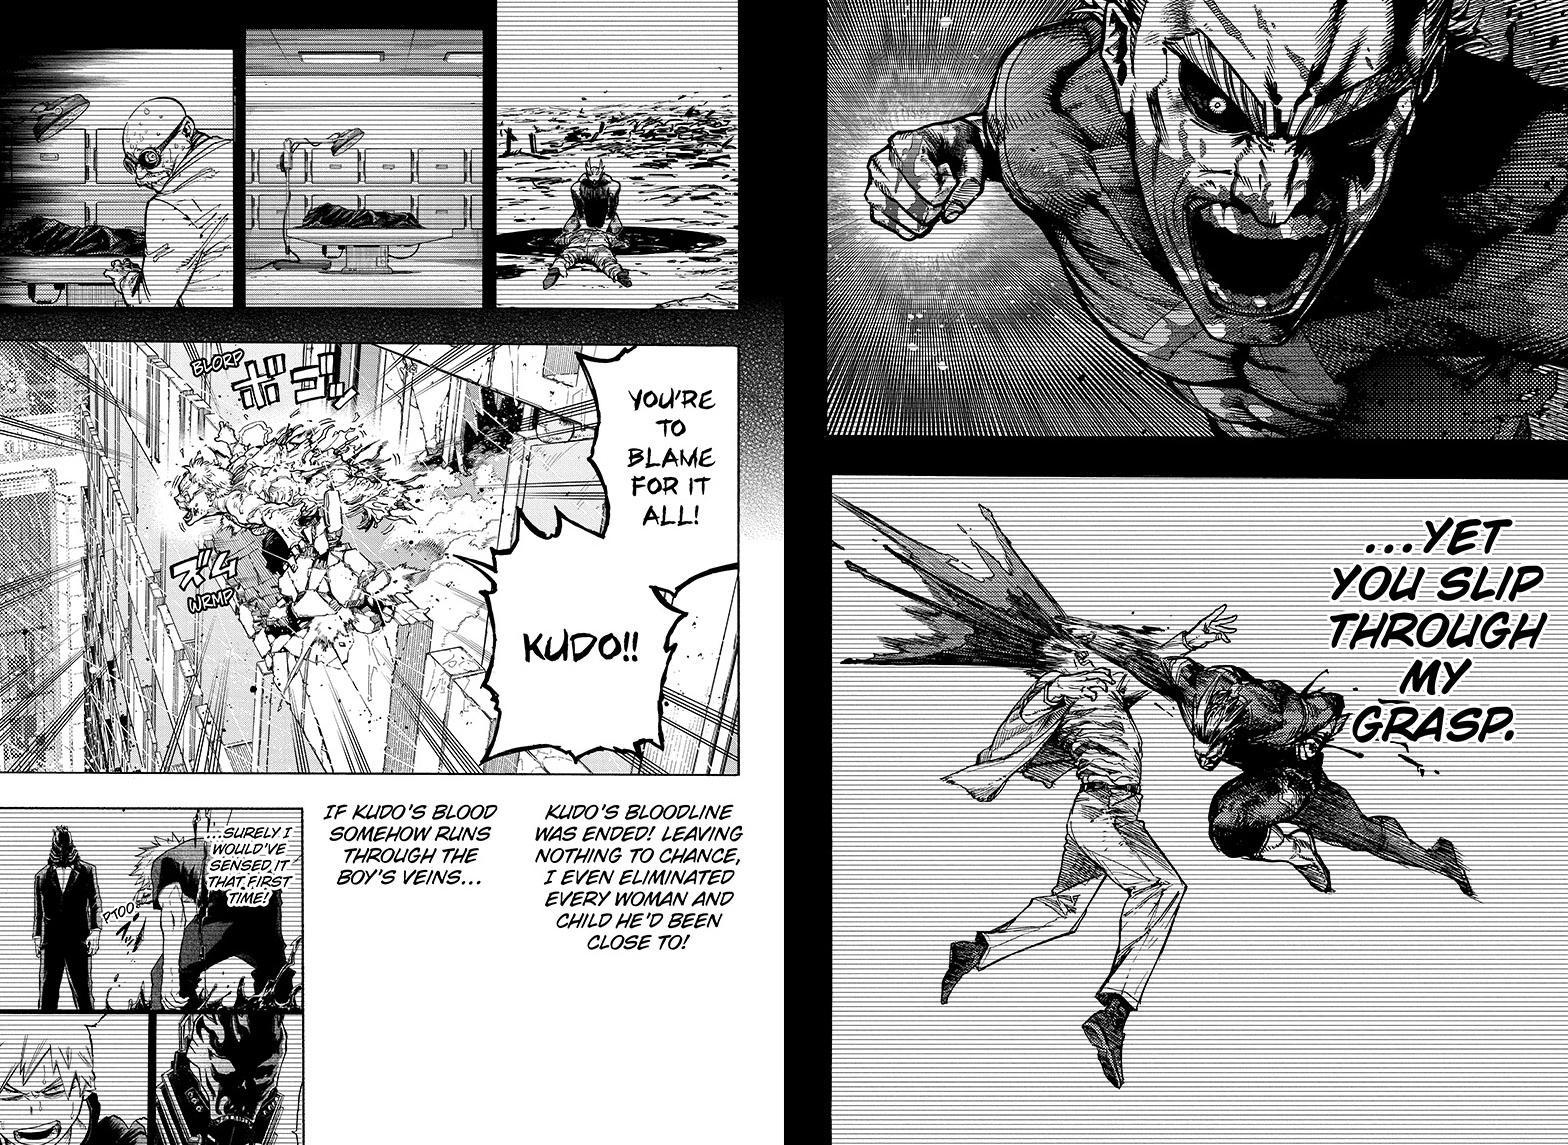 ...YET
YOU SLIP
THROUGH
MY
GRASP.
BLORP
ボゴッ
YOU'RE
TO
BLAME
FOR IT
ALL!
KUDO!!
ズム
WRMP
KUDO'S BLOODLINE
WAS ENDED! LEAVING
NOTHING TO CHANCE,
I EVEN ELIMINATED
EVERY WOMAN AND
CHILD HE'D BEEN
CLOSE TO!
IF KUDO'S BLOOD
SOMEHOW RUNS
THROUGH THE
BOY'S VEINS...
...SURELY I
WOULD'VE
SENSED IT
THAT FIRST
TIME!
PTOO